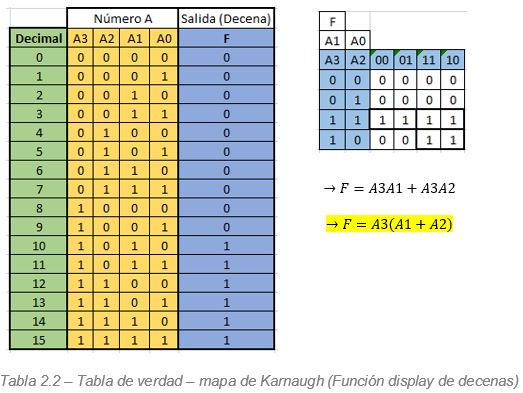 Número A Salida (Decena)
Decimal A3 A2 A1 A0 F
0 0 0 0 0 0
1 0 0 0 1 0
2 0 0 1 0 0
3 0 0 1 1 0
4 0 1 0 0 0
5 0 1 0 1 0
6 0 1 1 0 0
7 0 1 1 1 0
8 1 0 0 0 0
9 1 0 0 1 0
10 1 0 1 0 1
11 1 0 1 1 1
12 1 1 0 0 1
13 1 1 0 1 1
14 1 1 1 0 1
15 1 1 1 1 1
F
A1 A0
A3 A2 00 01 11 10
0 0 0 0 0 0
0 1 0 0 0 0
1 1 1 1 1 1
1 0 0 0 1 1
→ F = A3A1 + A3A2
→ F = A3(A1 + A2)
Tabla 2.2 – Tabla de verdad – mapa de Karnaugh (Función display de decenas)